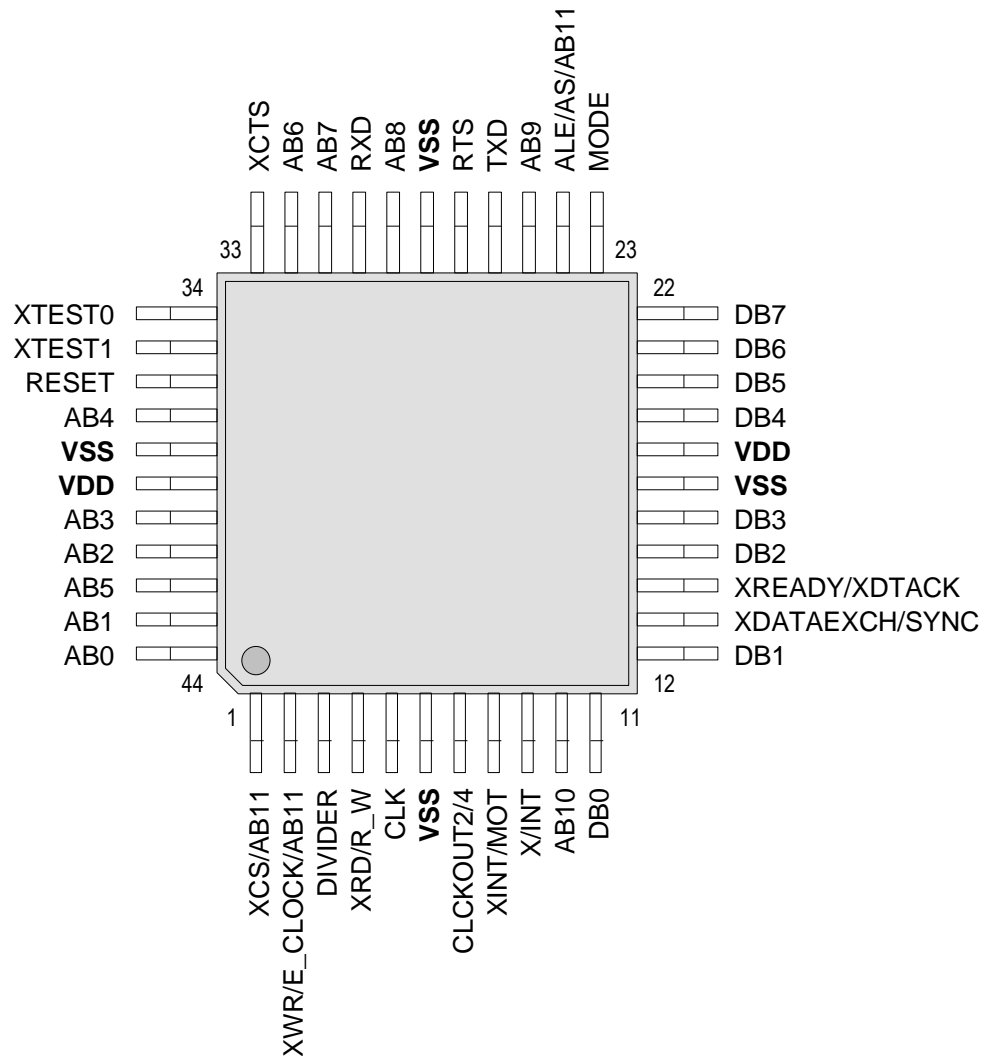 XCTS
AB6
AB7
RXD
AB8
VSS
RTS
TXD
AB9
ALE/AS/AB11
MODE
33
23
34
22
XTEST0
XTEST1
RESET
AB4
VSS
VDD
AB3
AB2
AB5
AB1
AB0
DB7
DB6
DB5
DB4
VDD
VSS
DB3
DB2
XREADY/XDTACK
XDATAEXCH/SYNC
DB1
44
12
1
11
XCS/AB11
XWR/E_CLOCK/AB11
DIVIDER
XRD/R_W
CLK
VSS
CLCKOUT2/4
XINT/MOT
X/INT
AB10
DB0